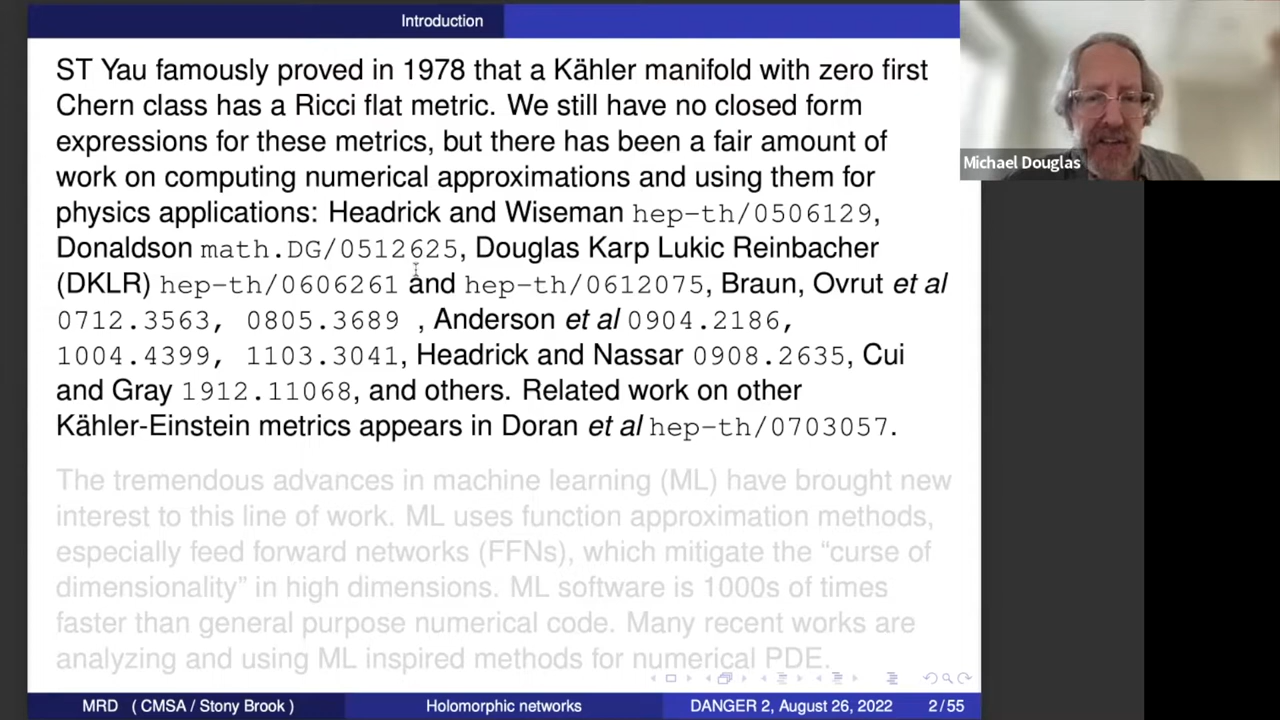 Introduction
ST Yau famously proved in 1978 that a Kähler manifold with zero first
Chern class has a Ricci flat metric. We still have no closed form
expressions for these metrics, but there has been a fair amount of
work on computing numerical approximations and using them for
physics applications: Headrick and Wiseman hep-th/0506129,
Donaldson math.DG/0512625, Douglas Karp Lukic Reinbacher
(DKLR) hep-th/0606261 and hep-th/0612075, Braun, Ovrut et al
0712.3563, 0805.3689 , Anderson et al 0904.2186,
1004.4399, 1103.3041, Headrick and Nassar 0908.2635, Cui
and Gray 1912.11068, and others. Related work on other
Kähler-Einstein metrics appears in Doran et al hep-th/0703057.
The tremendous advances in machine learning (ML) have brought new
interest to this line of work. ML uses function approximation methods,
especially feed forward networks (FFNs), which mitigate the “curse of
dimensionality” in high dimensions. ML software is 1000s of times
faster than general purpose numerical code. Many recent works are
analyzing and using ML inspired methods for numerical PDE.
MRD ( CMSA / Stony Brook ) Holomorphic networks DANGER 2, August 26, 2022 2/55
Michael Douglas